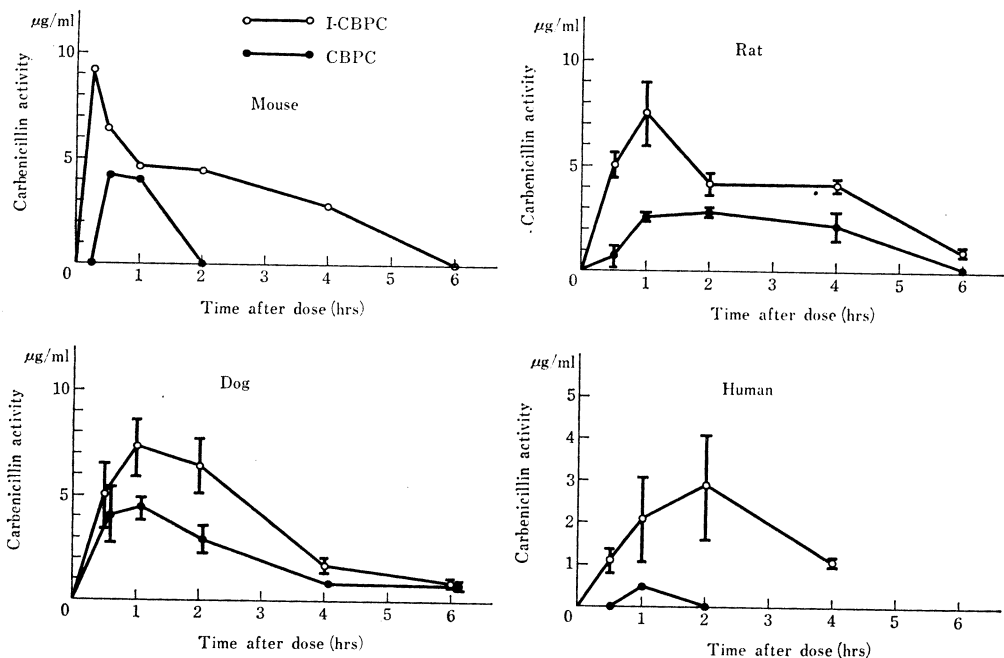 μg/ml
I-CBPC
CBPC
Mouse
Carbenicillin activity
10
5
0
1
2
3
4
5
6
Time after dose (hrs)
μg/ml
Rat
Carbenicillin activity
10
5
0
1
2
3
4
5
6
Time after dose (hrs)
μg/ml
Dog
Carbenicillin activity
10
5
0
1
2
3
4
5
6
Time after dose (hrs)
μg/ml
Human
Carbenicillin activity
5
4
3
2
1
0
1
2
3
4
5
6
Time after dose (hrs)